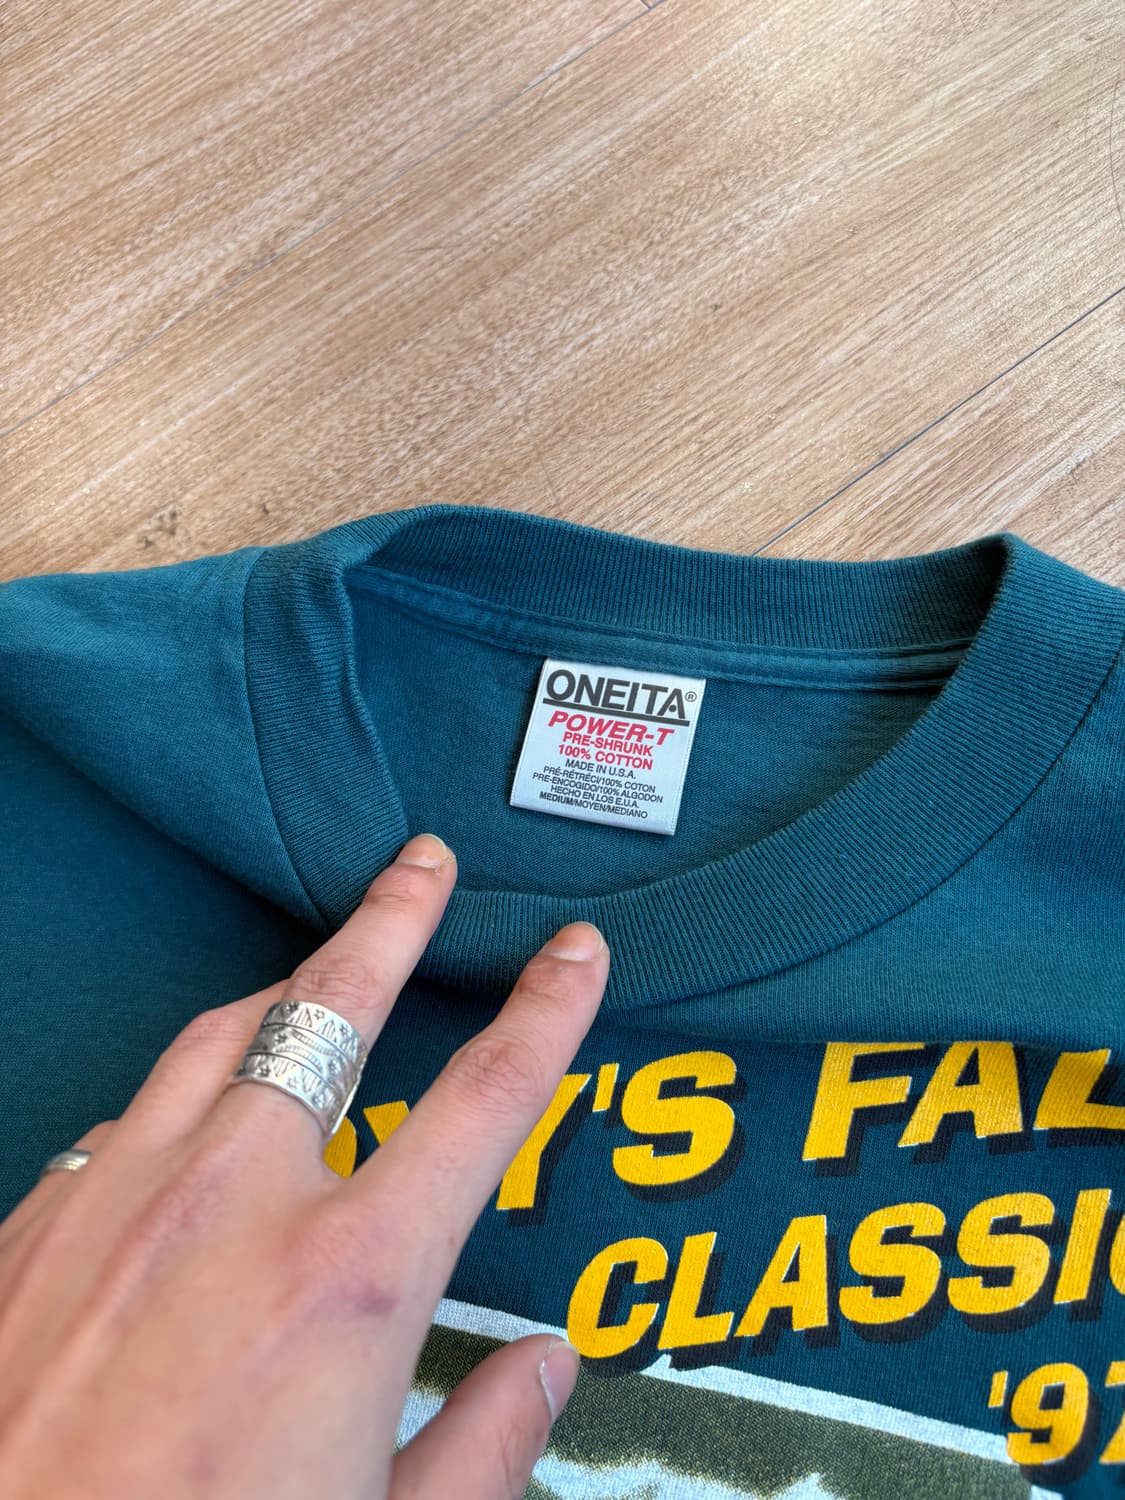 ONEITA®
POWER-T
PRE-SHRUNK
100% COTTON
MADE IN U.S.A.
PRÉ-RÉTRÉCI/100% COTON
PRE-ENCOGIDO/100% ALGODON
HECHO EN LOS E.U.A.
MEDIUM/MOYEN/MEDIANO
Y'S FAL
CLASSIC
'97